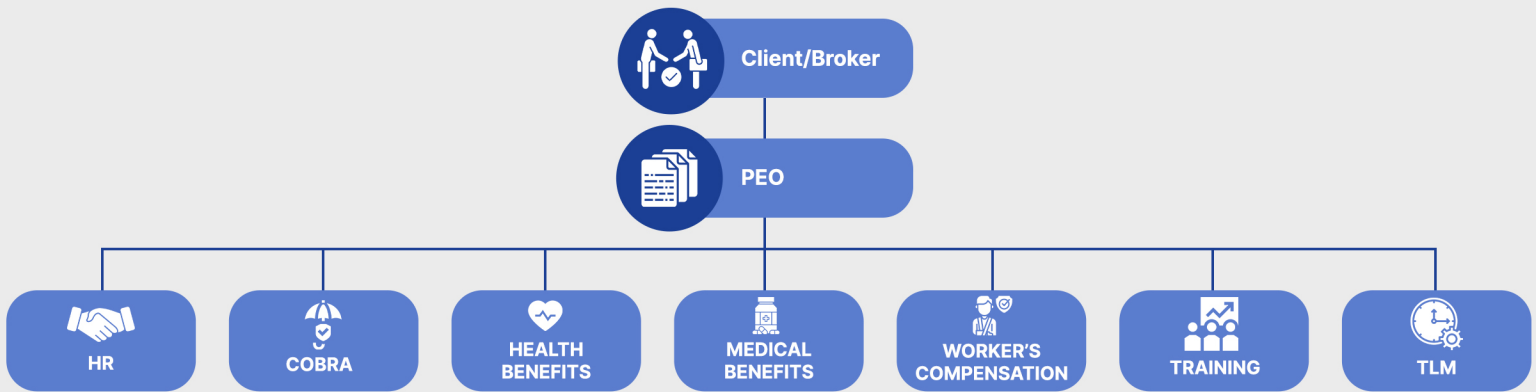 Client/Broker
PEO
HR
COBRA
HEALTH
BENEFITS
MEDICAL
BENEFITS
WORKER'S
COMPENSATION
TRAINING
TLM